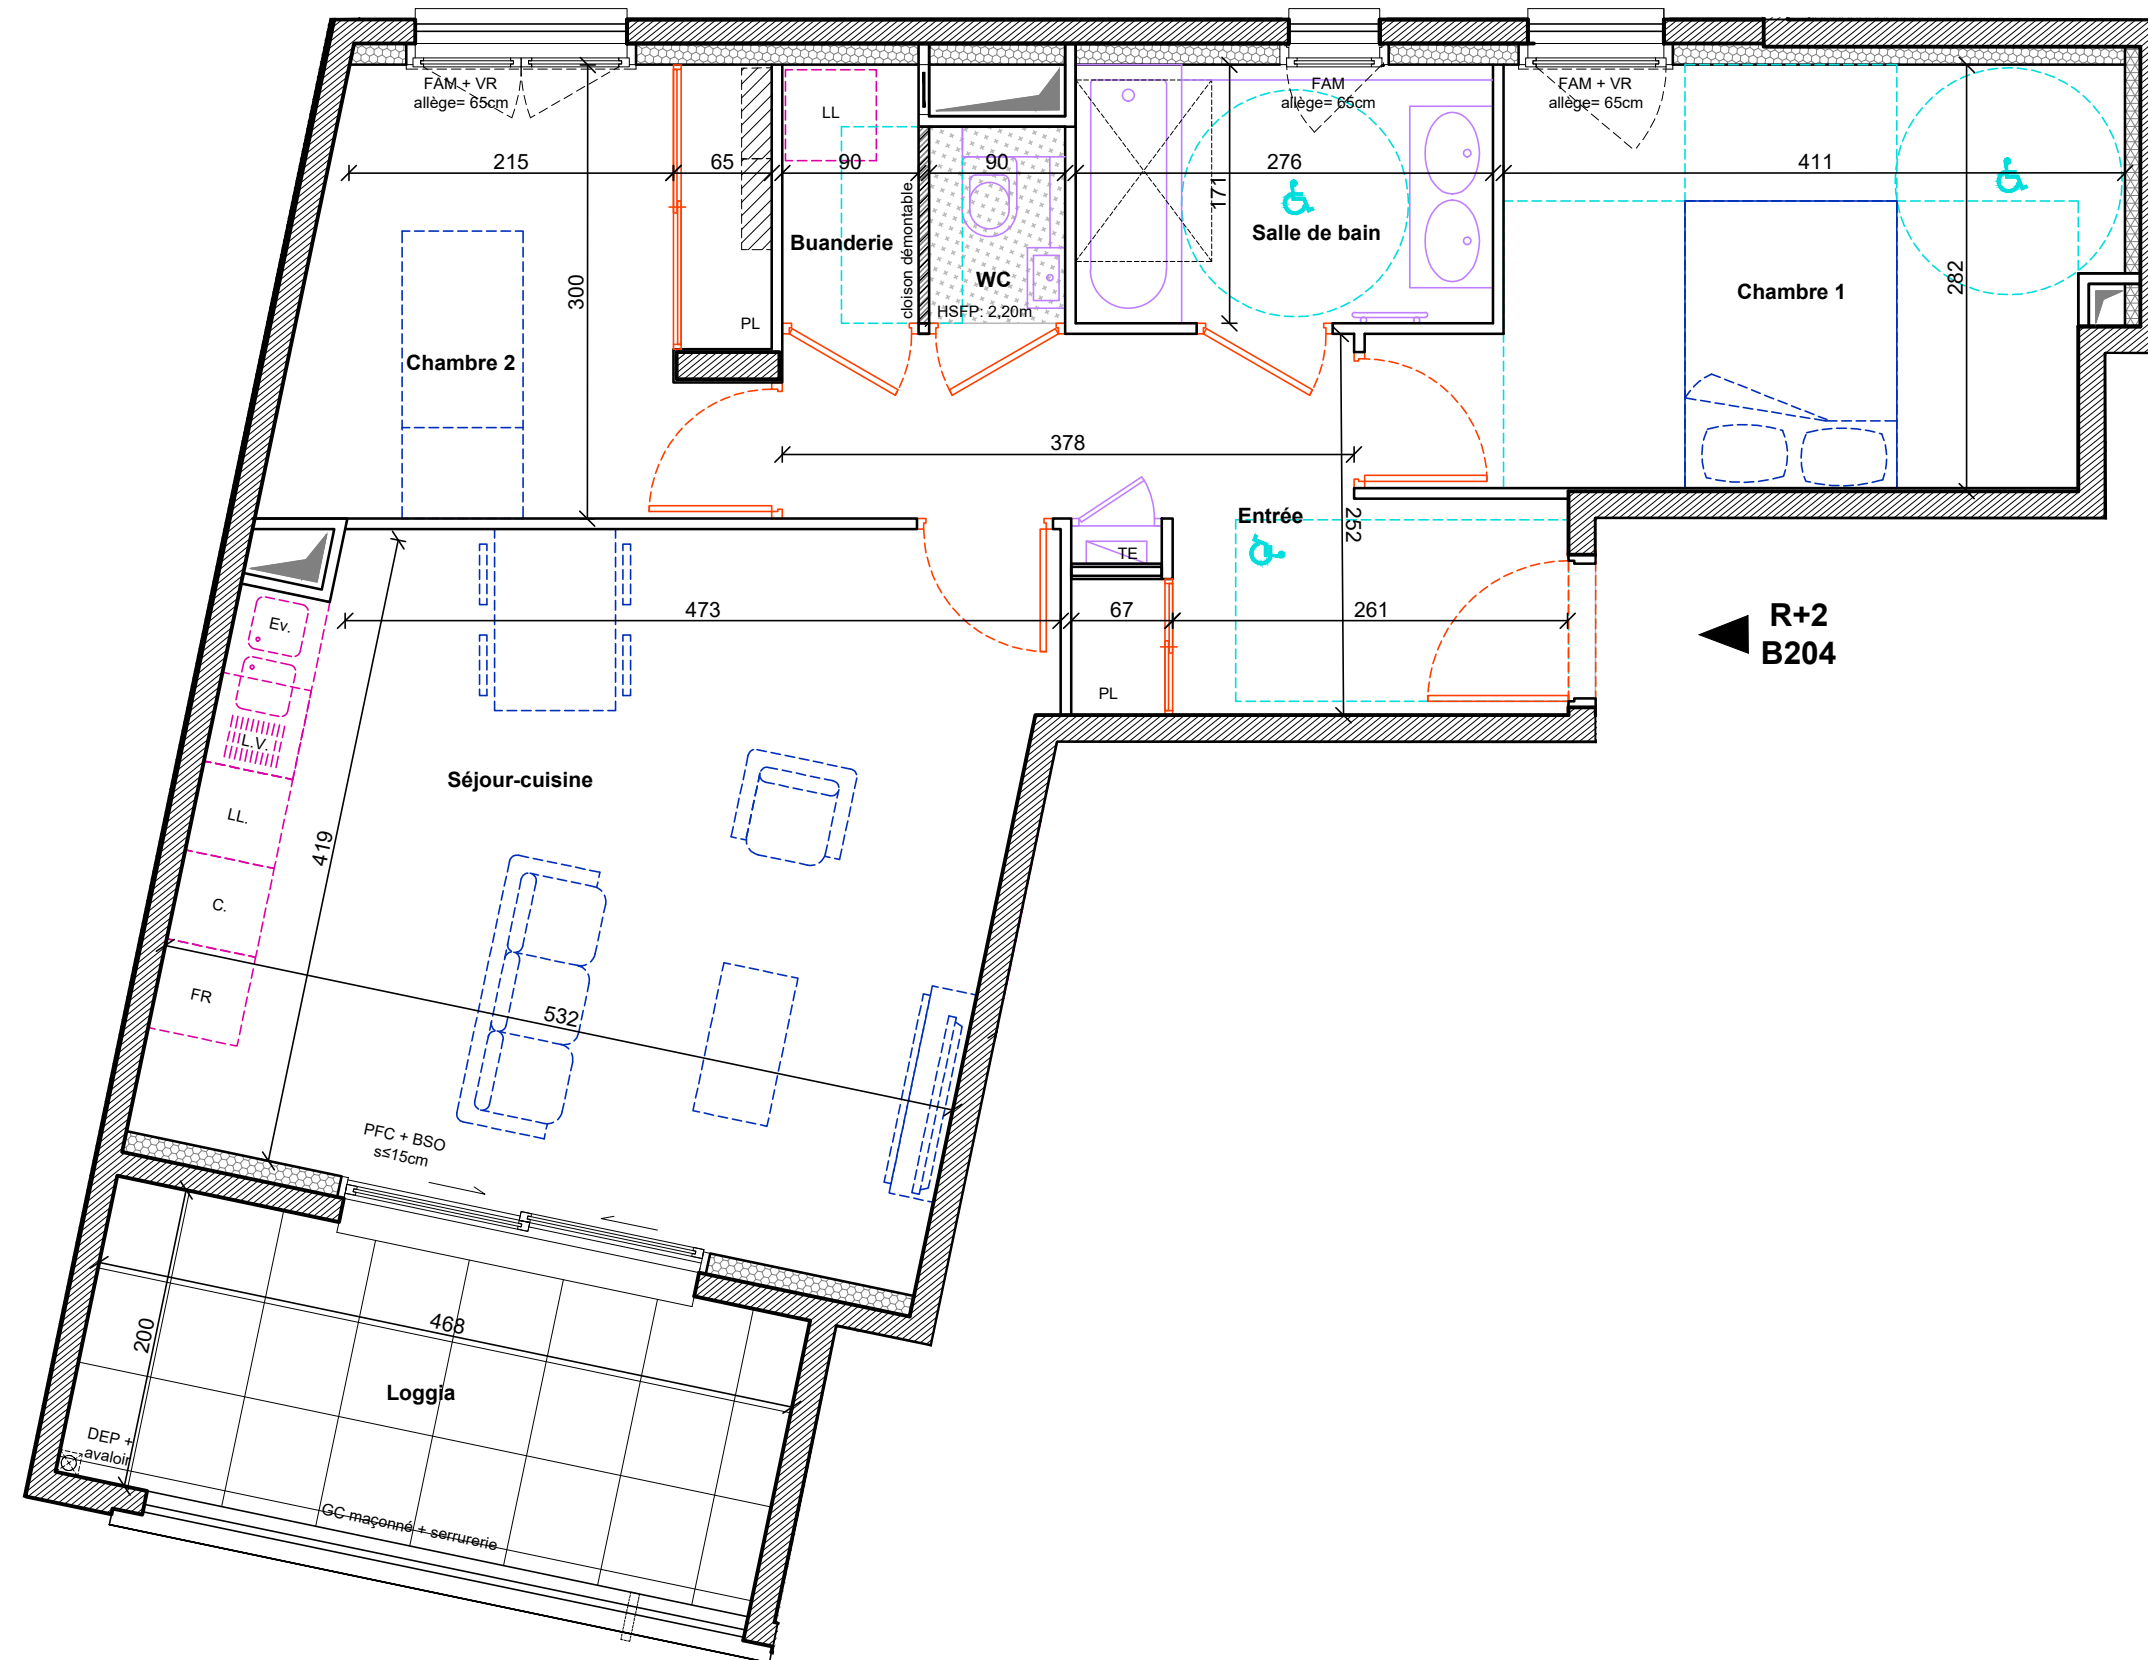 FAM + VR
allège= 65cm
FAM
allège= 65cm
FAM + VR
allège= 65cm
LL
215
65
90
90
276
411
171
cloison démontable
Buanderie
Salle de bain
WC
HSFP: 2,20m
300
282
Chambre 1
PL
Chambre 2
378
Entrée
252
TE
473
67
261
R+2
B204
Ev.
PL
L.V.
Séjour-cuisine
LL.
419
C.
FR
532
PFC + BSO
s≤15cm
200
468
Loggia
DEP +
avaloir
GC maçonné + serrurerie